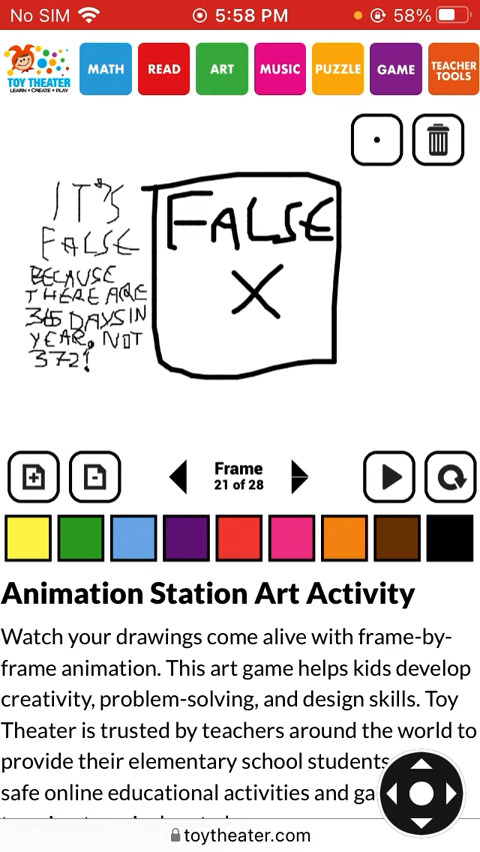 No SIM 5:58 PM 58%
TOY THEATER
LEARN • CREATE • PLAY
MATH
READ
ART
MUSIC
PUZZLE
GAME
TEACHER
TOOLS
IT'S
FALSE
BECAUSE
THERE ARE
365 DAYS IN
YEAR, NOT
372!
FALSE
X
Frame
21 of 28
Animation Station Art Activity
Watch your drawings come alive with frame-by-
frame animation. This art game helps kids develop
creativity, problem-solving, and design skills. Toy
Theater is trusted by teachers around the world to
provide their elementary school students
safe online educational activities and ga
toytheater.com